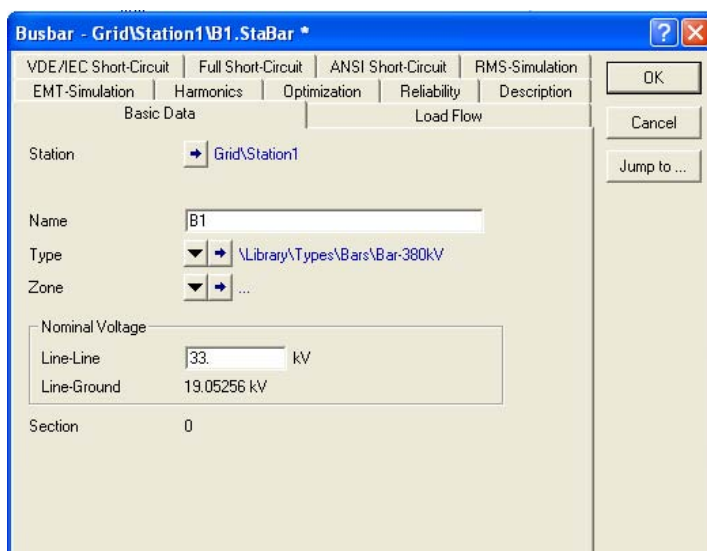 Busbar - Grid\Station1\B1.StaBar *
VDE/IEC Short-Circuit Full Short-Circuit ANSI Short-Circuit RMS-Simulation
EMT-Simulation Harmonics Optimization Reliability Description
Basic Data Load Flow
OK
Cancel
Jump to ...
Station Grid\Station1
Name B1
Type \Library\Types\Bars\Bar-380kV
Zone ...
Nominal Voltage
Line-Line 33. kV
Line-Ground 19.05256 kV
Section 0